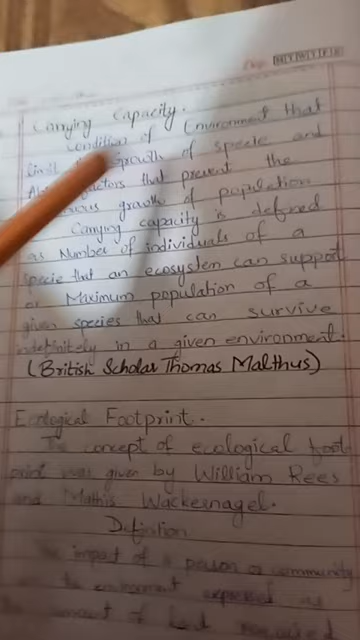 Carrying Capacity.
Condition of Environment that
limit Growth of specie and
factors that prevent the
growth of population
Carrying capacity is defined
as Number of individuals of a
specie that an ecosystem can support
or Maximum population of a
given species that can survive
indefinitely in a given environment.
(British Scholar Thomas Malthus)
Ecological Footprint.
The concept of ecological foot
print was given by William Rees
and Mathis Wackernagel.
Difinition
The impact of a person or community
the environment expressed as
amount of land required